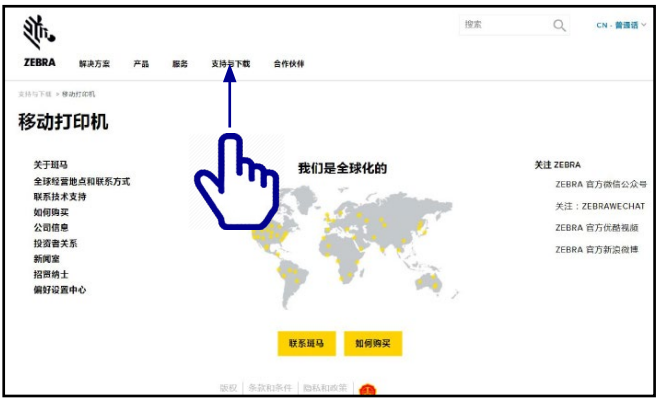 搜索
CN - 普通话
ZEBRA
解决方案 产品 服务 支持与下载 合作伙伴
支持与下载 > 移动打印机
移动打印机
关于斑马
全球经营地点和联系方式
联系技术支持
如何购买
公司信息
投资者关系
新闻室
招贤纳士
偏好设置中心
我们是全球化的
联系斑马 如何购买
关注 ZEBRA
ZEBRA 官方微信公众号
关注：ZEBRAWECHAT
ZEBRA 官方优酷视频
ZEBRA 官方新浪微博
版权 | 条款和条件 | 隐私和政策 |